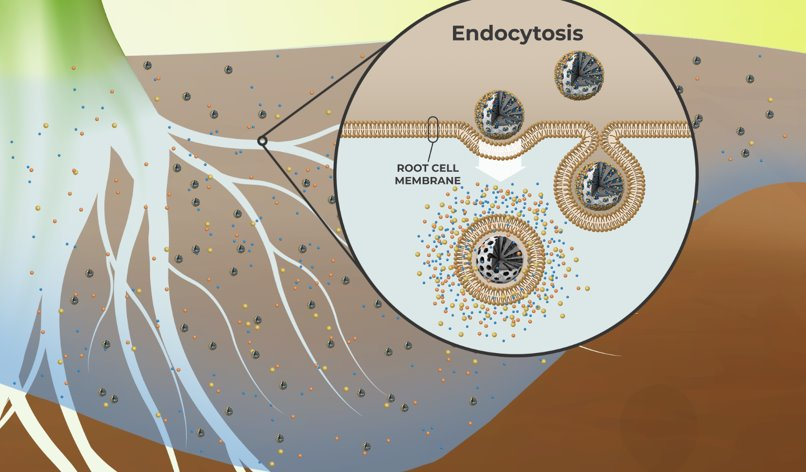 Endocytosis
ROOT CELL
MEMBRANE